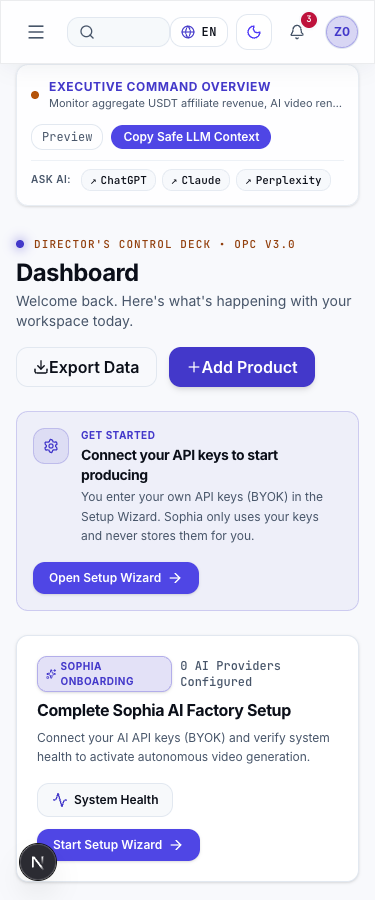 EN
3
ZO
EXECUTIVE COMMAND OVERVIEW
Monitor aggregate USDT affiliate revenue, AI video ren...
Preview
Copy Safe LLM Context
ASK AI:
↗ ChatGPT
↗ Claude
↗ Perplexity
DIRECTOR'S CONTROL DECK • OPC V3.0
Dashboard
Welcome back. Here's what's happening with your
workspace today.
Export Data
Add Product
GET STARTED
Connect your API keys to start
producing
You enter your own API keys (BYOK) in the
Setup Wizard. Sophia only uses your keys
and never stores them for you.
Open Setup Wizard →
SOPHIA
ONBOARDING
0 AI Providers
Configured
Complete Sophia AI Factory Setup
Connect your AI API keys (BYOK) and verify system
health to activate autonomous video generation.
System Health
Start Setup Wizard →
N